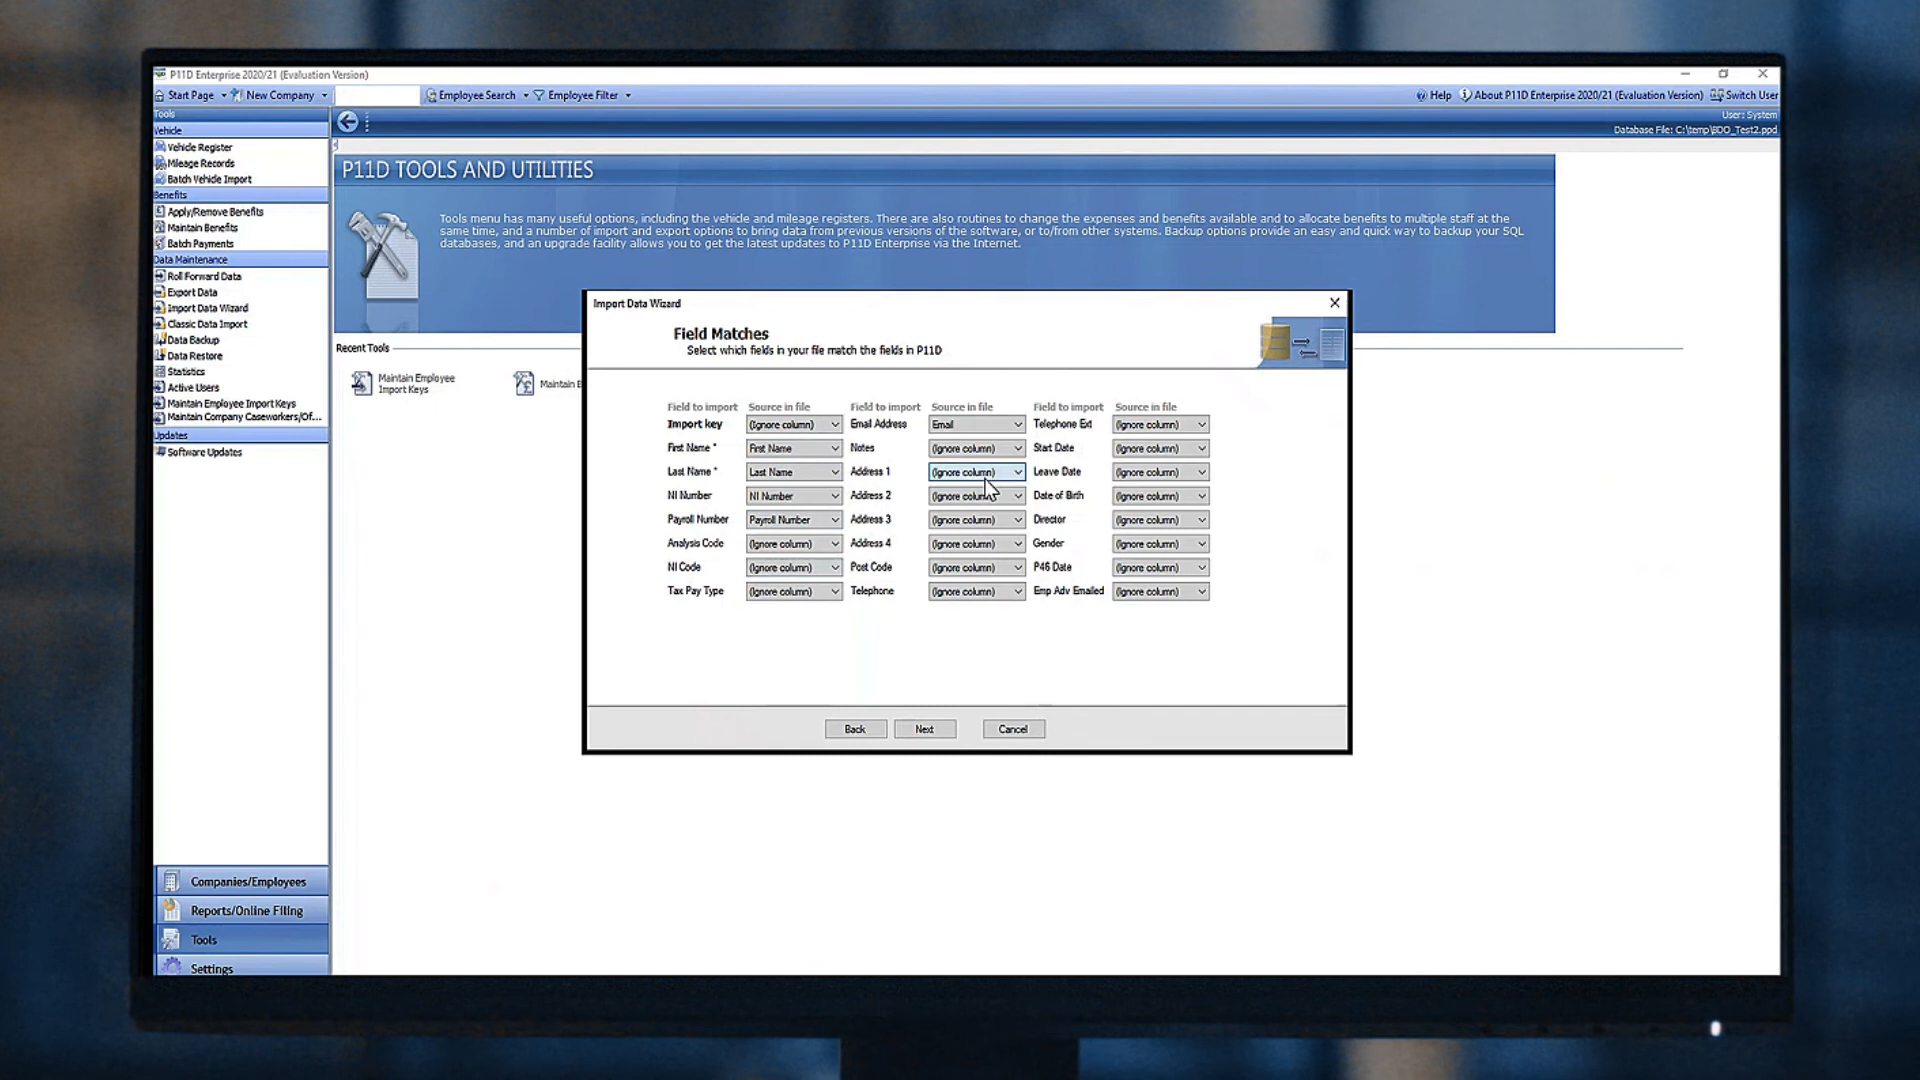 P11D Enterprise 2020/21 (Evaluation Version)
Start Page New Company Employee Search Employee Filter Help About P11D Enterprise 2020/21 (Evaluation Version) Switch User
User: System
Database File: C:\temp\BDO_Test2.ppd
Tools
Vehicle
Vehicle Register
Mileage Records
Batch Vehicle Import
Benefits
Apply/Remove Benefits
Maintain Benefits
Batch Payments
Data Maintenance
Roll Forward Data
Export Data
Import Data Wizard
Classic Data Import
Data Backup
Data Restore
Statistics
Active Users
Maintain Employee Import Keys
Maintain Company Caseworkers/Of...
Updates
Software Updates
Companies/Employees
Reports/Online Filing
Tools
Settings
P11D TOOLS AND UTILITIES
Tools menu has many useful options, including the vehicle and mileage registers. There are also routines to change the expenses and benefits available and to allocate benefits to multiple staff at the
same time, and a number of import and export options to bring data from previous versions of the software, or to/from other systems. Backup options provide an easy and quick way to backup your SQL
databases, and an upgrade facility allows you to get the latest updates to P11D Enterprise via the Internet.
Recent Tools
Maintain Employee
Import Keys
Maintain
Import Data Wizard
Field Matches
Select which fields in your file match the fields in P11D
Field to import Source in file Field to import Source in file Field to import Source in file
Import key (Ignore column) Email Address Email Telephone Ext (Ignore column)
First Name * First Name Notes (Ignore column) Start Date (Ignore column)
Last Name * Last Name Address 1 (Ignore column) Leave Date (Ignore column)
NI Number NI Number Address 2 (Ignore column) Date of Birth (Ignore column)
Payroll Number Payroll Number Address 3 (Ignore column) Director (Ignore column)
Analysis Code (Ignore column) Address 4 (Ignore column) Gender (Ignore column)
NI Code (Ignore column) Post Code (Ignore column) P46 Date (Ignore column)
Tax Pay Type (Ignore column) Telephone (Ignore column) Emp Adv Emailed (Ignore column)
Back Next Cancel